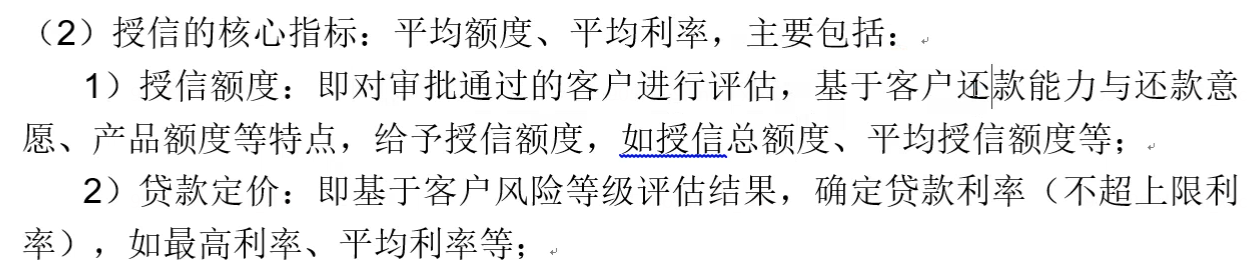 （2）授信的核心指标：平均额度、平均利率，主要包括：
1）授信额度：即对审批通过的客户进行评估，基于客户还款能力与还款意
愿、产品额度等特点，给予授信额度，如授信总额度、平均授信额度等；
2）贷款定价：即基于客户风险等级评估结果，确定贷款利率（不超上限利
率），如最高利率、平均利率等；